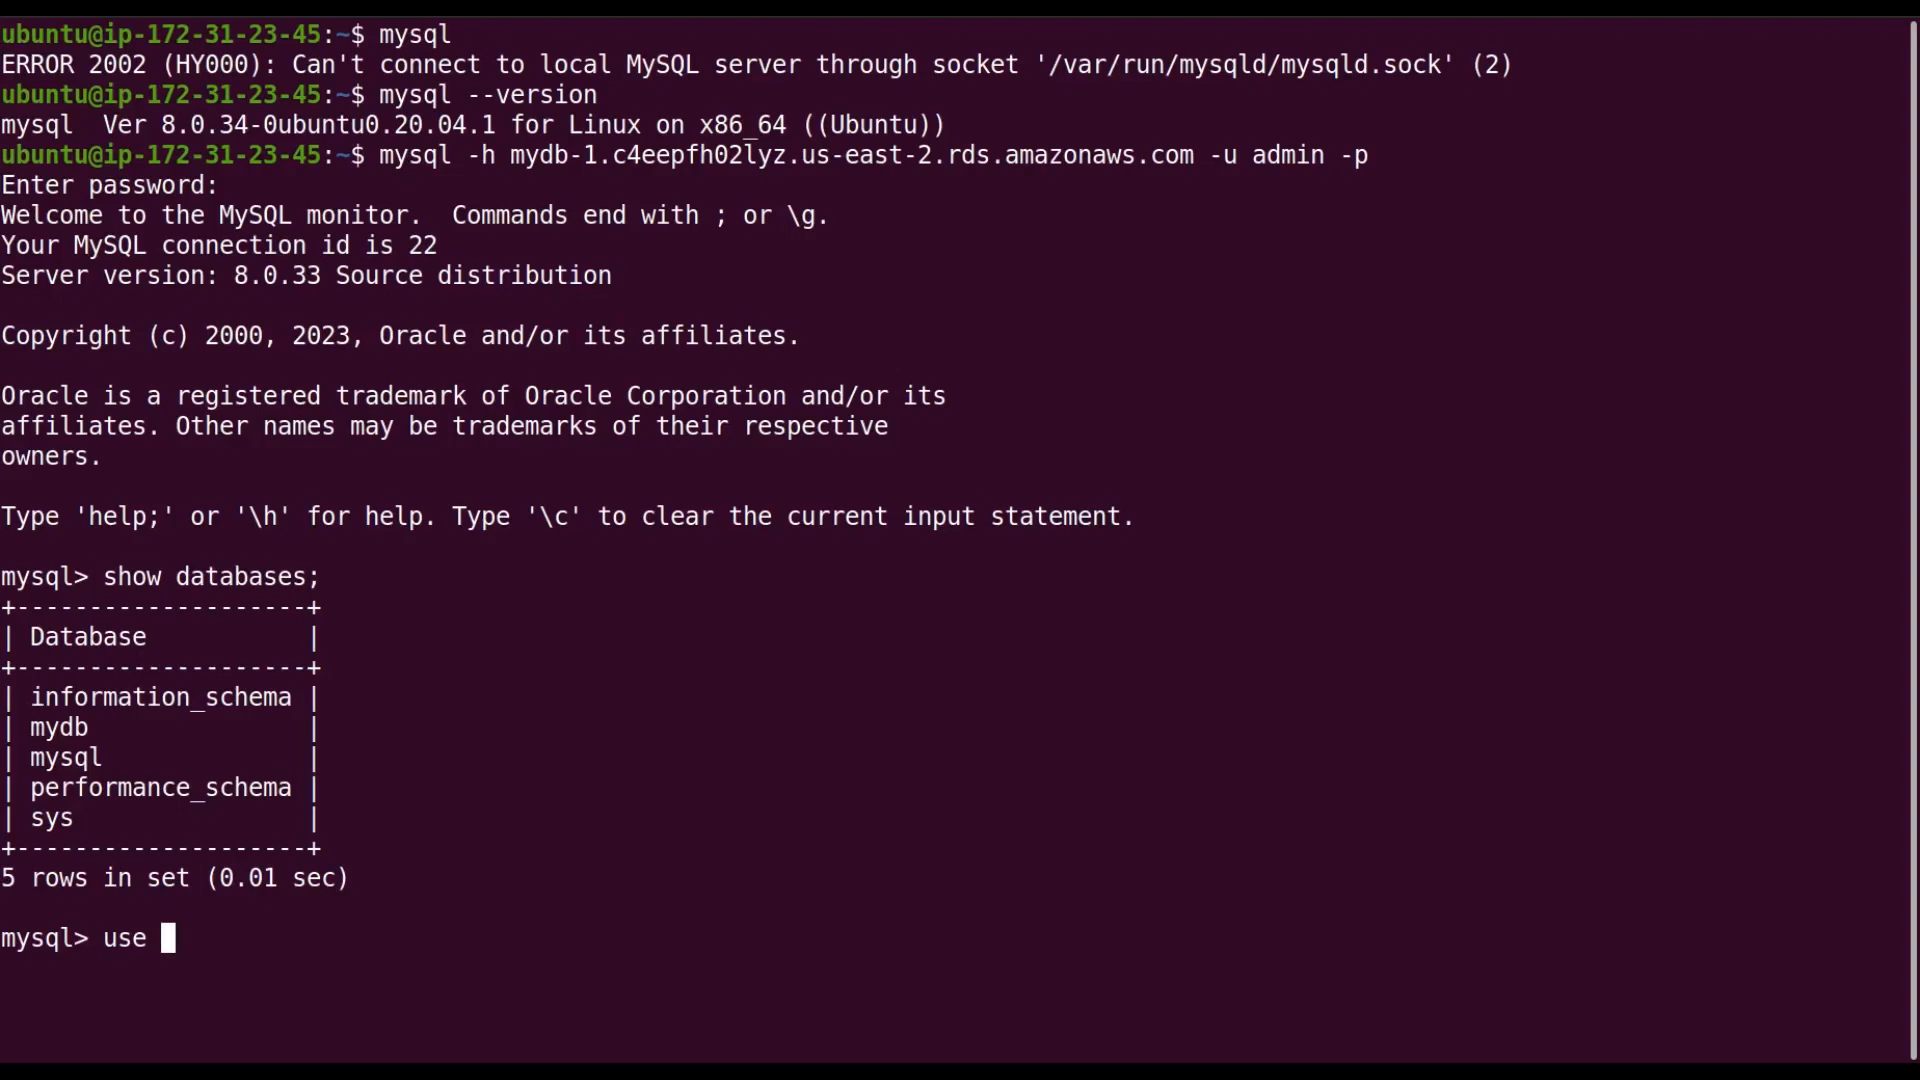 ubuntu@ip-172-31-23-45:~$ mysql
ERROR 2002 (HY000): Can't connect to local MySQL server through socket '/var/run/mysqld/mysqld.sock' (2)
ubuntu@ip-172-31-23-45:~$ mysql --version
mysql  Ver 8.0.34-0ubuntu0.20.04.1 for Linux on x86_64 ((Ubuntu))
ubuntu@ip-172-31-23-45:~$ mysql -h mydb-1.c4eepfh02lyz.us-east-2.rds.amazonaws.com -u admin -p
Enter password:
Welcome to the MySQL monitor.  Commands end with ; or \g.
Your MySQL connection id is 22
Server version: 8.0.33 Source distribution

Copyright (c) 2000, 2023, Oracle and/or its affiliates.

Oracle is a registered trademark of Oracle Corporation and/or its
affiliates. Other names may be trademarks of their respective
owners.

Type 'help;' or '\h' for help. Type '\c' to clear the current input statement.

mysql> show databases;
+--------------------+
| Database           |
+--------------------+
| information_schema |
| mydb               |
| mysql              |
| performance_schema |
| sys                |
+--------------------+
5 rows in set (0.01 sec)

mysql> use